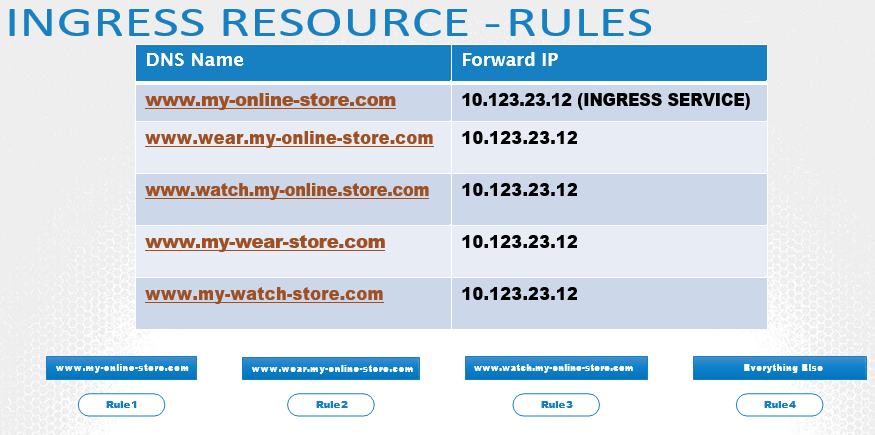 INGRESS RESOURCE - RULES
DNS Name Forward IP
www.my-online-store.com 10.123.23.12 (INGRESS SERVICE)
www.wear.my-online-store.com 10.123.23.12
www.watch.my-online.store.com 10.123.23.12
www.my-wear-store.com 10.123.23.12
www.my-watch-store.com 10.123.23.12
www.my-online-store.com www.wear.my-online-store.com www.watch.my-online-store.com Everything Else
Rule1 Rule2 Rule3 Rule4